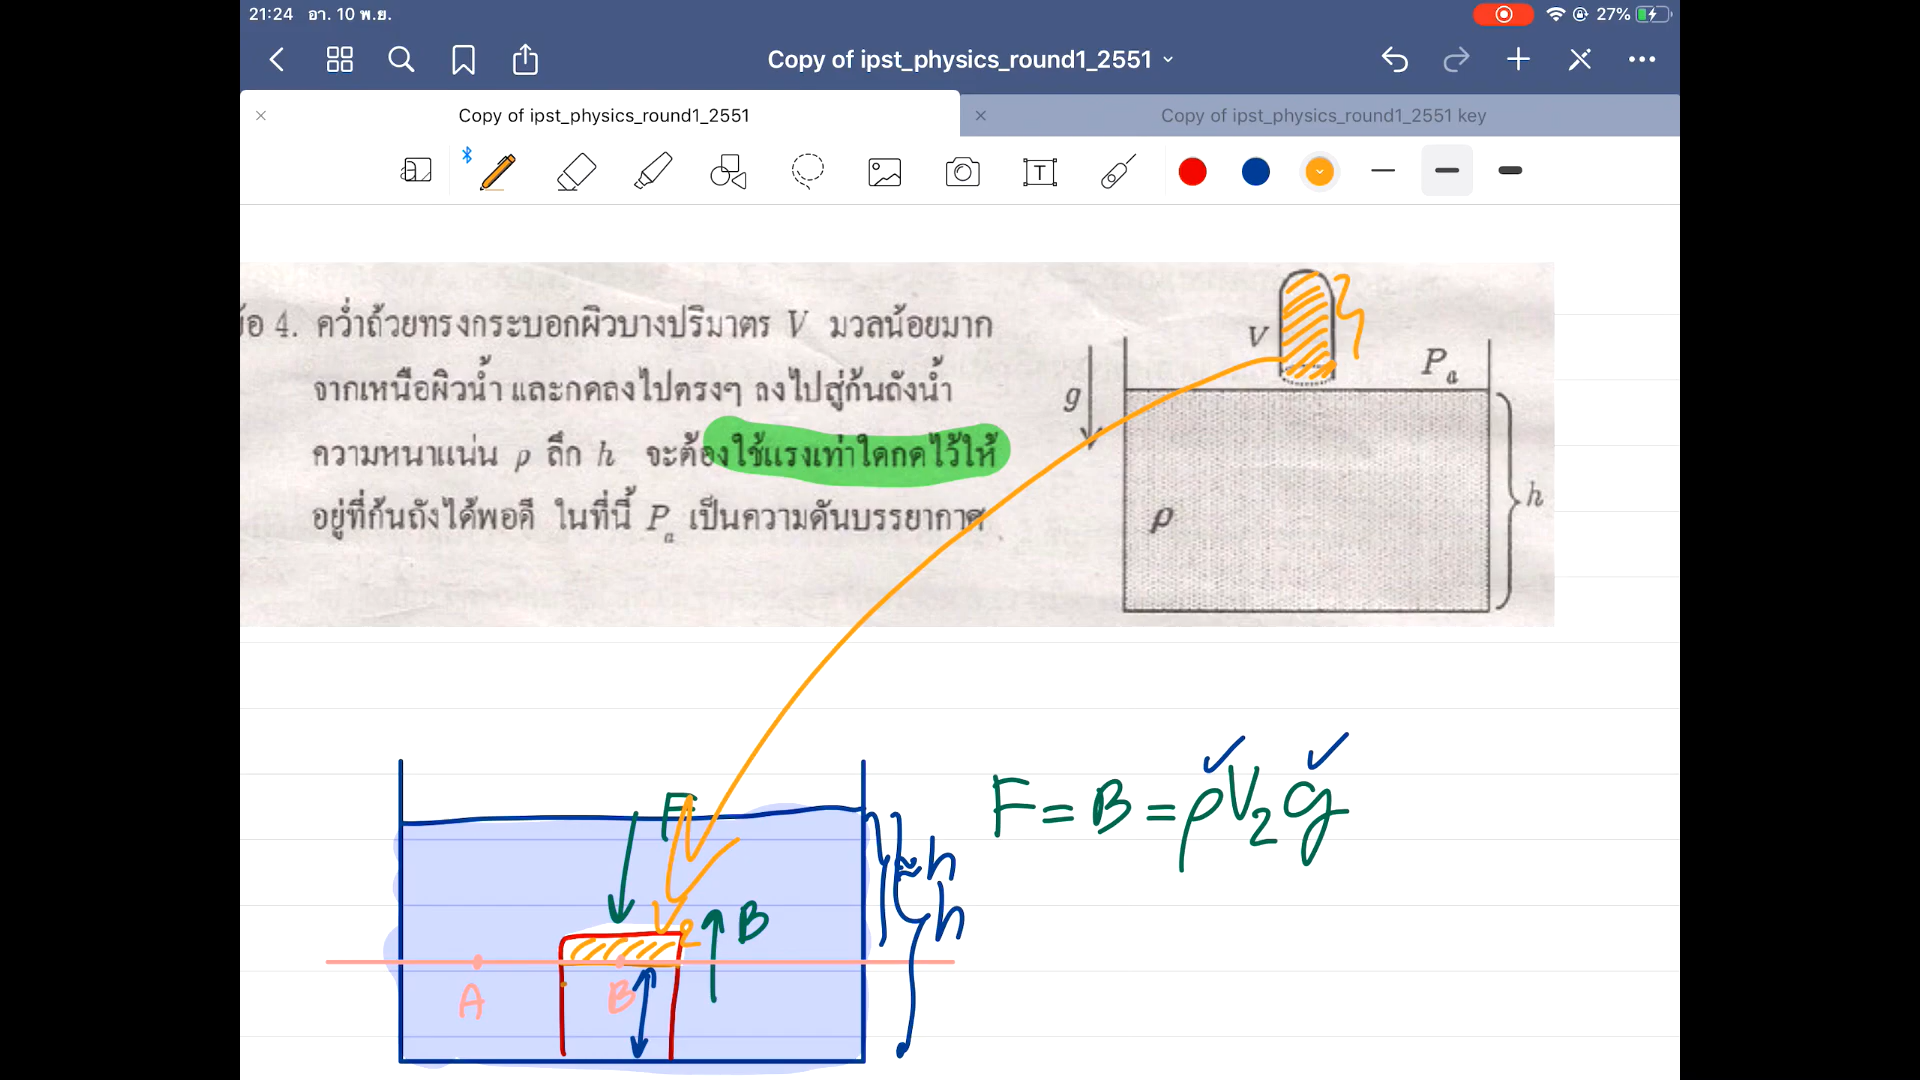 21:24 อา. 10 พ.ย.
27%
Copy of ipst_physics_round1_2551
Copy of ipst_physics_round1_2551
Copy of ipst_physics_round1_2551 key
ข้อ 4. คว่ำถ้วยทรงกระบอกผิวบางปริมาตร V มวลน้อยมาก
จากเหนือผิวน้ำ และกดลงไปตรงๆ ลงไปสู่ก้นถังน้ำ
ความหนาแน่น ρ ลึก h จะต้องใช้แรงเท่าใดกดไว้ให้
อยู่ที่ก้นถังได้พอดี ในที่นี้ Pa เป็นความดันบรรยากาศ
V
Pa
g
ρ
h
F = B = ρV2g
F
≈h
h
V2
B
A
B